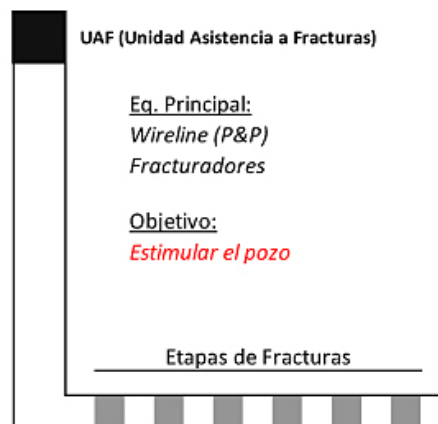 UAF (Unidad Asistencia a Fracturas)
Eq. Principal:
Wireline (P&P)
Fracturadores
Objetivo:
Estimular el pozo
Etapas de Fracturas